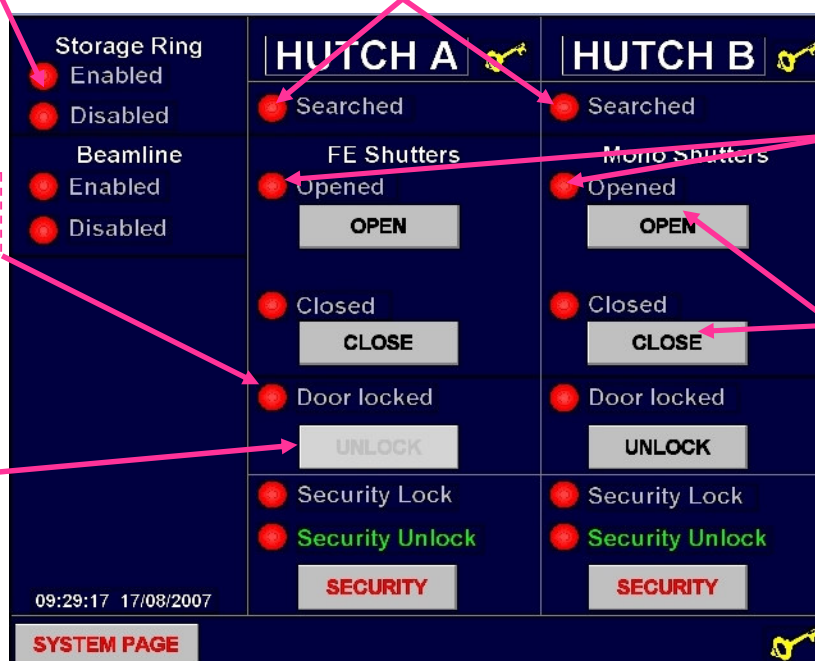 Storage Ring
Enabled
Disabled
Beamline
Enabled
Disabled
09:29:17 17/08/2007
SYSTEM PAGE
HUTCH A
Searched
FE Shutters
Opened
OPEN
Closed
CLOSE
Door locked
UNLOCK
Security Lock
Security Unlock
SECURITY
HUTCH B
Searched
Mono Shutters
Opened
OPEN
Closed
CLOSE
Door locked
UNLOCK
Security Lock
Security Unlock
SECURITY